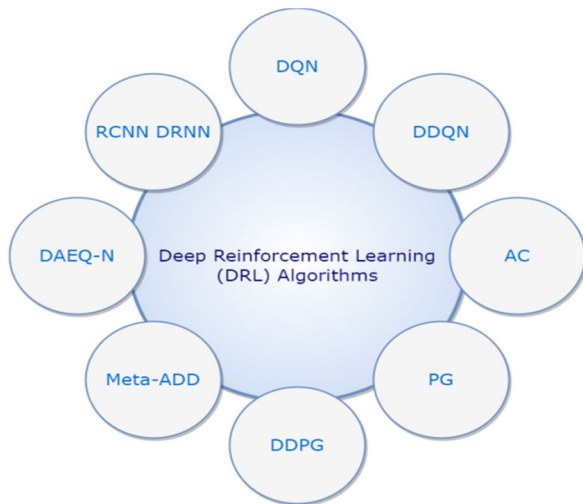 DQN
RCNN DRNN
DDQN
DAEQ-N
Deep Reinforcement Learning
(DRL) Algorithms
AC
Meta-ADD
PG
DDPG